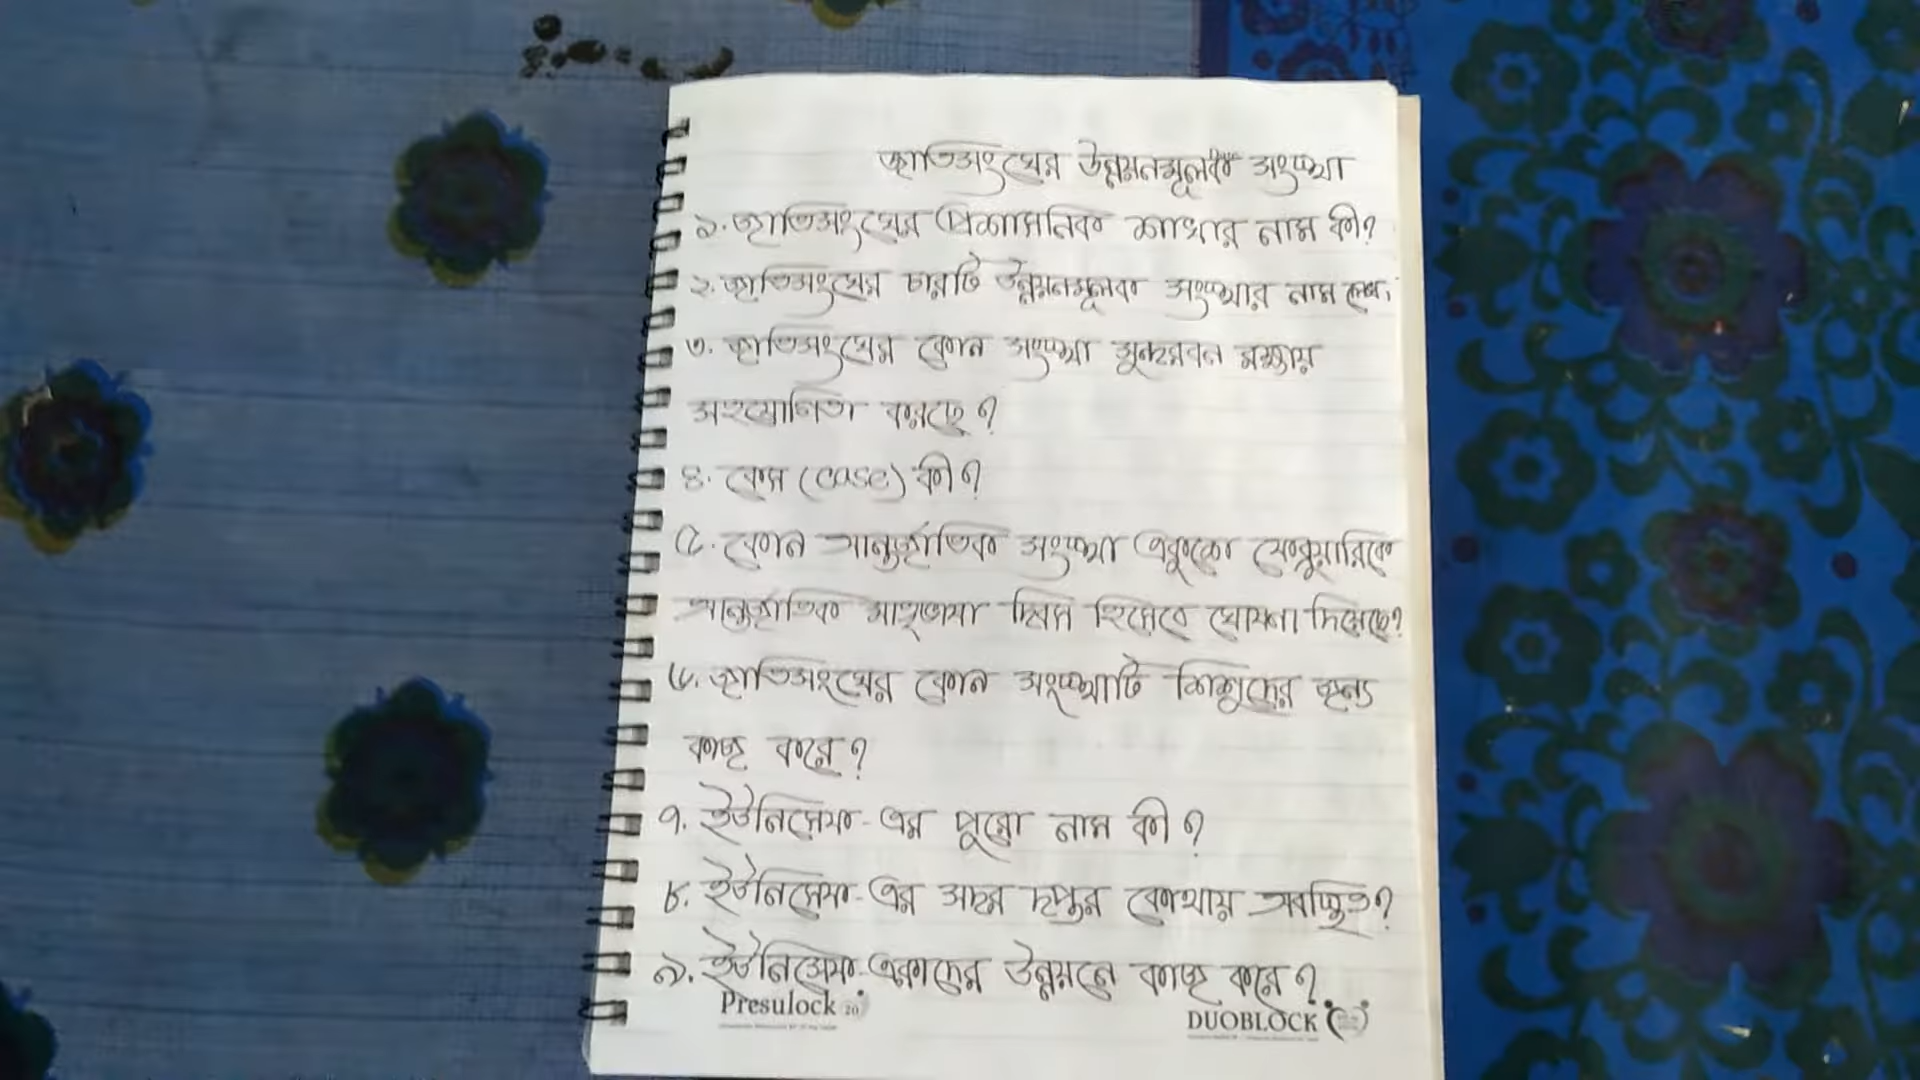 জাতিসংঘের উন্নয়নমূলক সংস্থা
১. জাতিসংঘের প্রশাসনিক শাখার নাম কী?
২. জাতিসংঘের চারটি উন্নয়নমূলক সংস্থার নাম লেখ।
৩. জাতিসংঘের কোন সংস্থা সুন্দরবন রক্ষায়
সহযোগিতা করছে?
৪. কেস (case) কী?
৫. কোন আন্তর্জাতিক সংস্থা একুশে ফেব্রুয়ারিকে
আন্তর্জাতিক মাতৃভাষা দিবস হিসেবে ঘোষনা দিয়েছে?
৬. জাতিসংঘের কোন সংস্থাটি শিশুদের জন্য
কাজ করে?
৭. ইউনিসেফ-এর পুরো নাম কী?
৮. ইউনিসেফ-এর সদর দপ্তর কোথায় অবস্থিত?
৯. ইউনিসেফ উন্নয়নে কাজ করে?
Presulock 20
DUOBLOCK